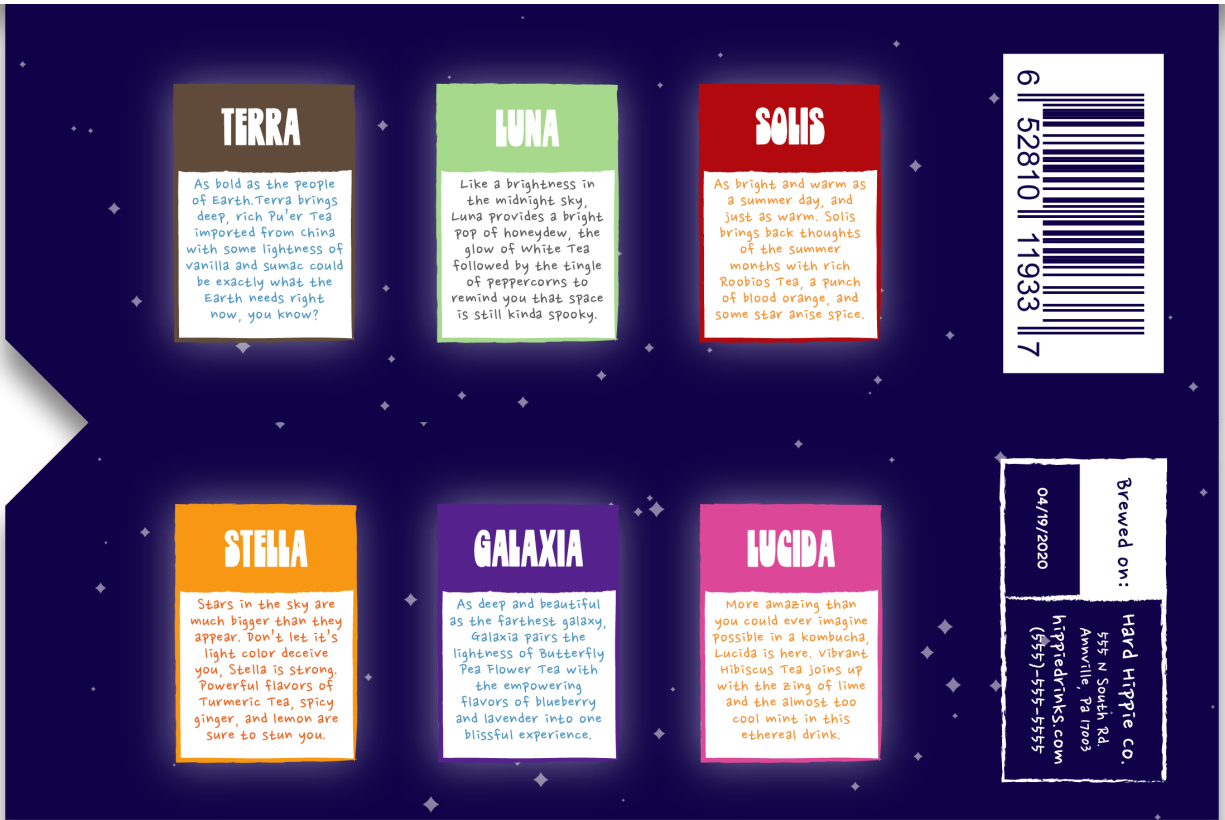 TERRA
As bold as the people
of Earth.Terra brings
deep, rich Pu'er Tea
imported from China
with some lightness of
vanilla and sumac could
be exactly what the
Earth needs right
now, you know?
LUNA
Like a brightness in
the midnight sky,
Luna provides a bright
pop of honeydew, the
glow of White Tea
followed by the tingle
of peppercorns to
remind you that space
is still kinda spooky.
SOLIS
As bright and warm as
a summer day, and
just as warm. Solis
brings back thoughts
of the summer
months with rich
Roobios Tea, a punch
of blood orange, and
some star anise spice.
6 52810 11933 7
STELLA
Stars in the sky are
much bigger than they
appear. Don't let it's
light color deceive
you, Stella is strong.
Powerful flavors of
Turmeric Tea, spicy
ginger, and lemon are
sure to stun you.
GALAXIA
As deep and beautiful
as the farthest galaxy,
Galaxia pairs the
lightness of Butterfly
Pea Flower Tea with
the empowering
flavors of blueberry
and lavender into one
blissful experience.
LUCIDA
More amazing than
you could ever imagine
possible in a kombucha,
Lucida is here. Vibrant
Hibiscus Tea joins up
with the zing of lime
and the almost too
cool mint in this
ethereal drink.
Brewed on:
04/19/2020
Hard Hippie Co.
555 N South Rd.
Annville, Pa 17003
hippiedrinks.com
(555)-555-5555